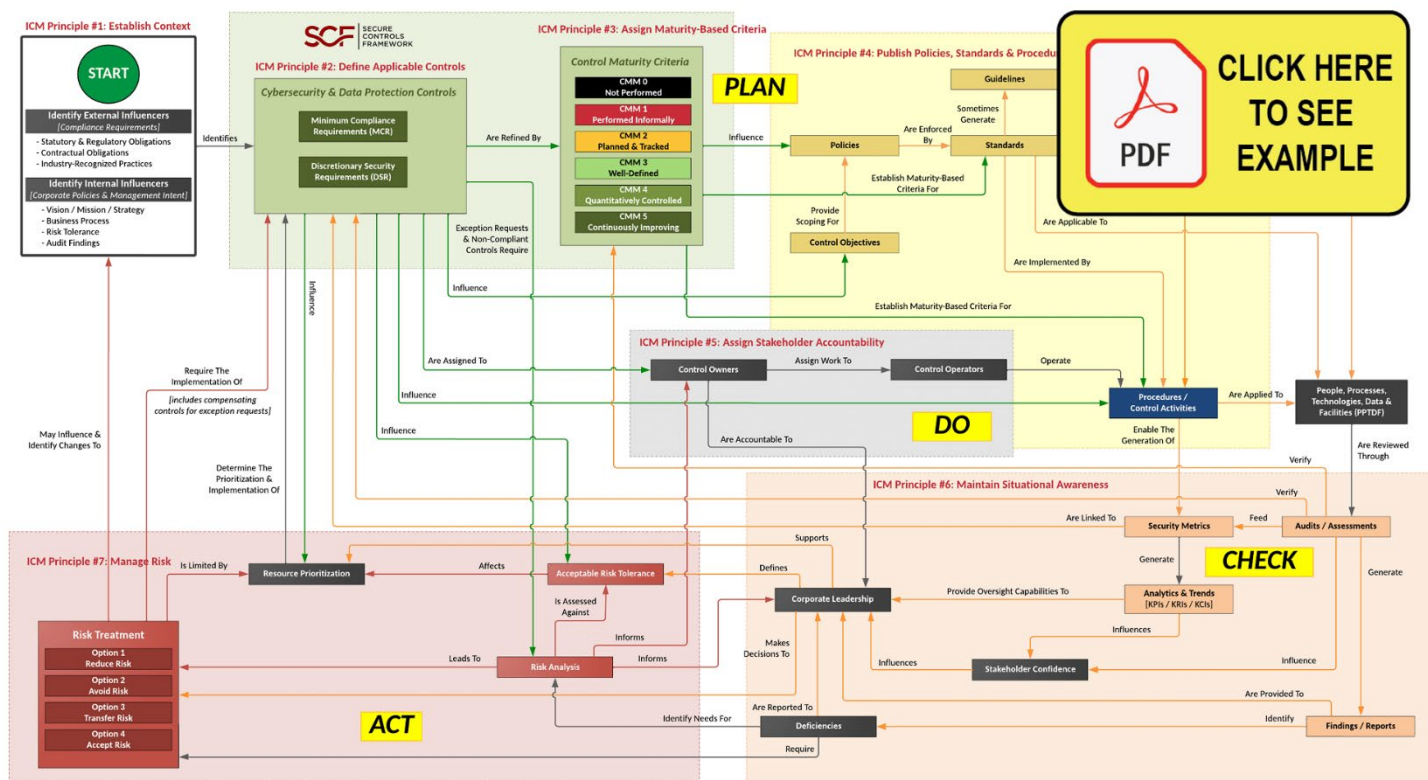 ICM Principle #1: Establish Context
START
Identify External Influencers
[Compliance Requirements]
- Statutory & Regulatory Obligations
- Contractual Obligations
- Industry-Recognized Practices
Identify Internal Influencers
[Corporate Policies & Management Intent]
- Vision / Mission / Strategy
- Business Process
- Risk Tolerance
- Audit Findings
Identifies
SCF
SECURE
CONTROLS
FRAMEWORK
ICM Principle #2: Define Applicable Controls
Cybersecurity & Data Protection Controls
Minimum Compliance
Requirements (MCR)
Discretionary Security
Requirements (DSR)
Are Refined By
ICM Principle #3: Assign Maturity-Based Criteria
Control Maturity Criteria
CMM 0
Not Performed
CMM 1
Performed Informally
CMM 2
Planned & Tracked
CMM 3
Well-Defined
CMM 4
Quantitatively Controlled
CMM 5
Continuously Improving
Exception Requests
& Non-Compliant
Controls Require
PLAN
Influence
ICM Principle #4: Publish Policies, Standards &
Guidelines
Sometimes
Generate
Policies
Are Enforced
By
Standards
Establish Maturity-Based
Criteria For
Provide
Scoping For
Control Objectives
Are Applicable To
Are Implemented By
Influence
Influence
Establish Maturity-Based Criteria For
PDF
CLICK HERE
TO SEE
EXAMPLE
ICM Principle #5: Assign Stakeholder Accountability
Are Assigned To
Control Owners
Assign Work To
Control Operators
Operate
Influence
Procedures /
Control Activities
Are Applied To
People, Processes,
Technologies, Data &
Facilities (PPTDF)
DO
Are Accountable To
Enable The
Generation Of
Are Reviewed
Through
Require The
Implementation Of
[includes compensating
controls for exception requests]
May Influence &
Identify Changes To
Determine The
Prioritization &
Implementation Of
Influence
Verify
ICM Principle #6: Maintain Situational Awareness
Verify
Are Linked To
Security Metrics
Feed
Audits / Assessments
Generate
CHECK
Generate
Analytics & Trends
[KPIs / KRIs / KCIs]
Provide Oversight Capabilities To
Corporate Leadership
Supports
Defines
Influences
Influences
Stakeholder Confidence
Influence
Makes
Decisions To
Are Provided To
Are Reported To
Deficiencies
Identify
Findings / Reports
Require
Identify Needs For
ICM Principle #7: Manage Risk
Is Limited By
Resource Prioritization
Affects
Acceptable Risk Tolerance
Is Assessed
Against
Informs
Informs
Risk Analysis
Leads To
Risk Treatment
Option 1
Reduce Risk
Option 2
Avoid Risk
Option 3
Transfer Risk
Option 4
Accept Risk
ACT